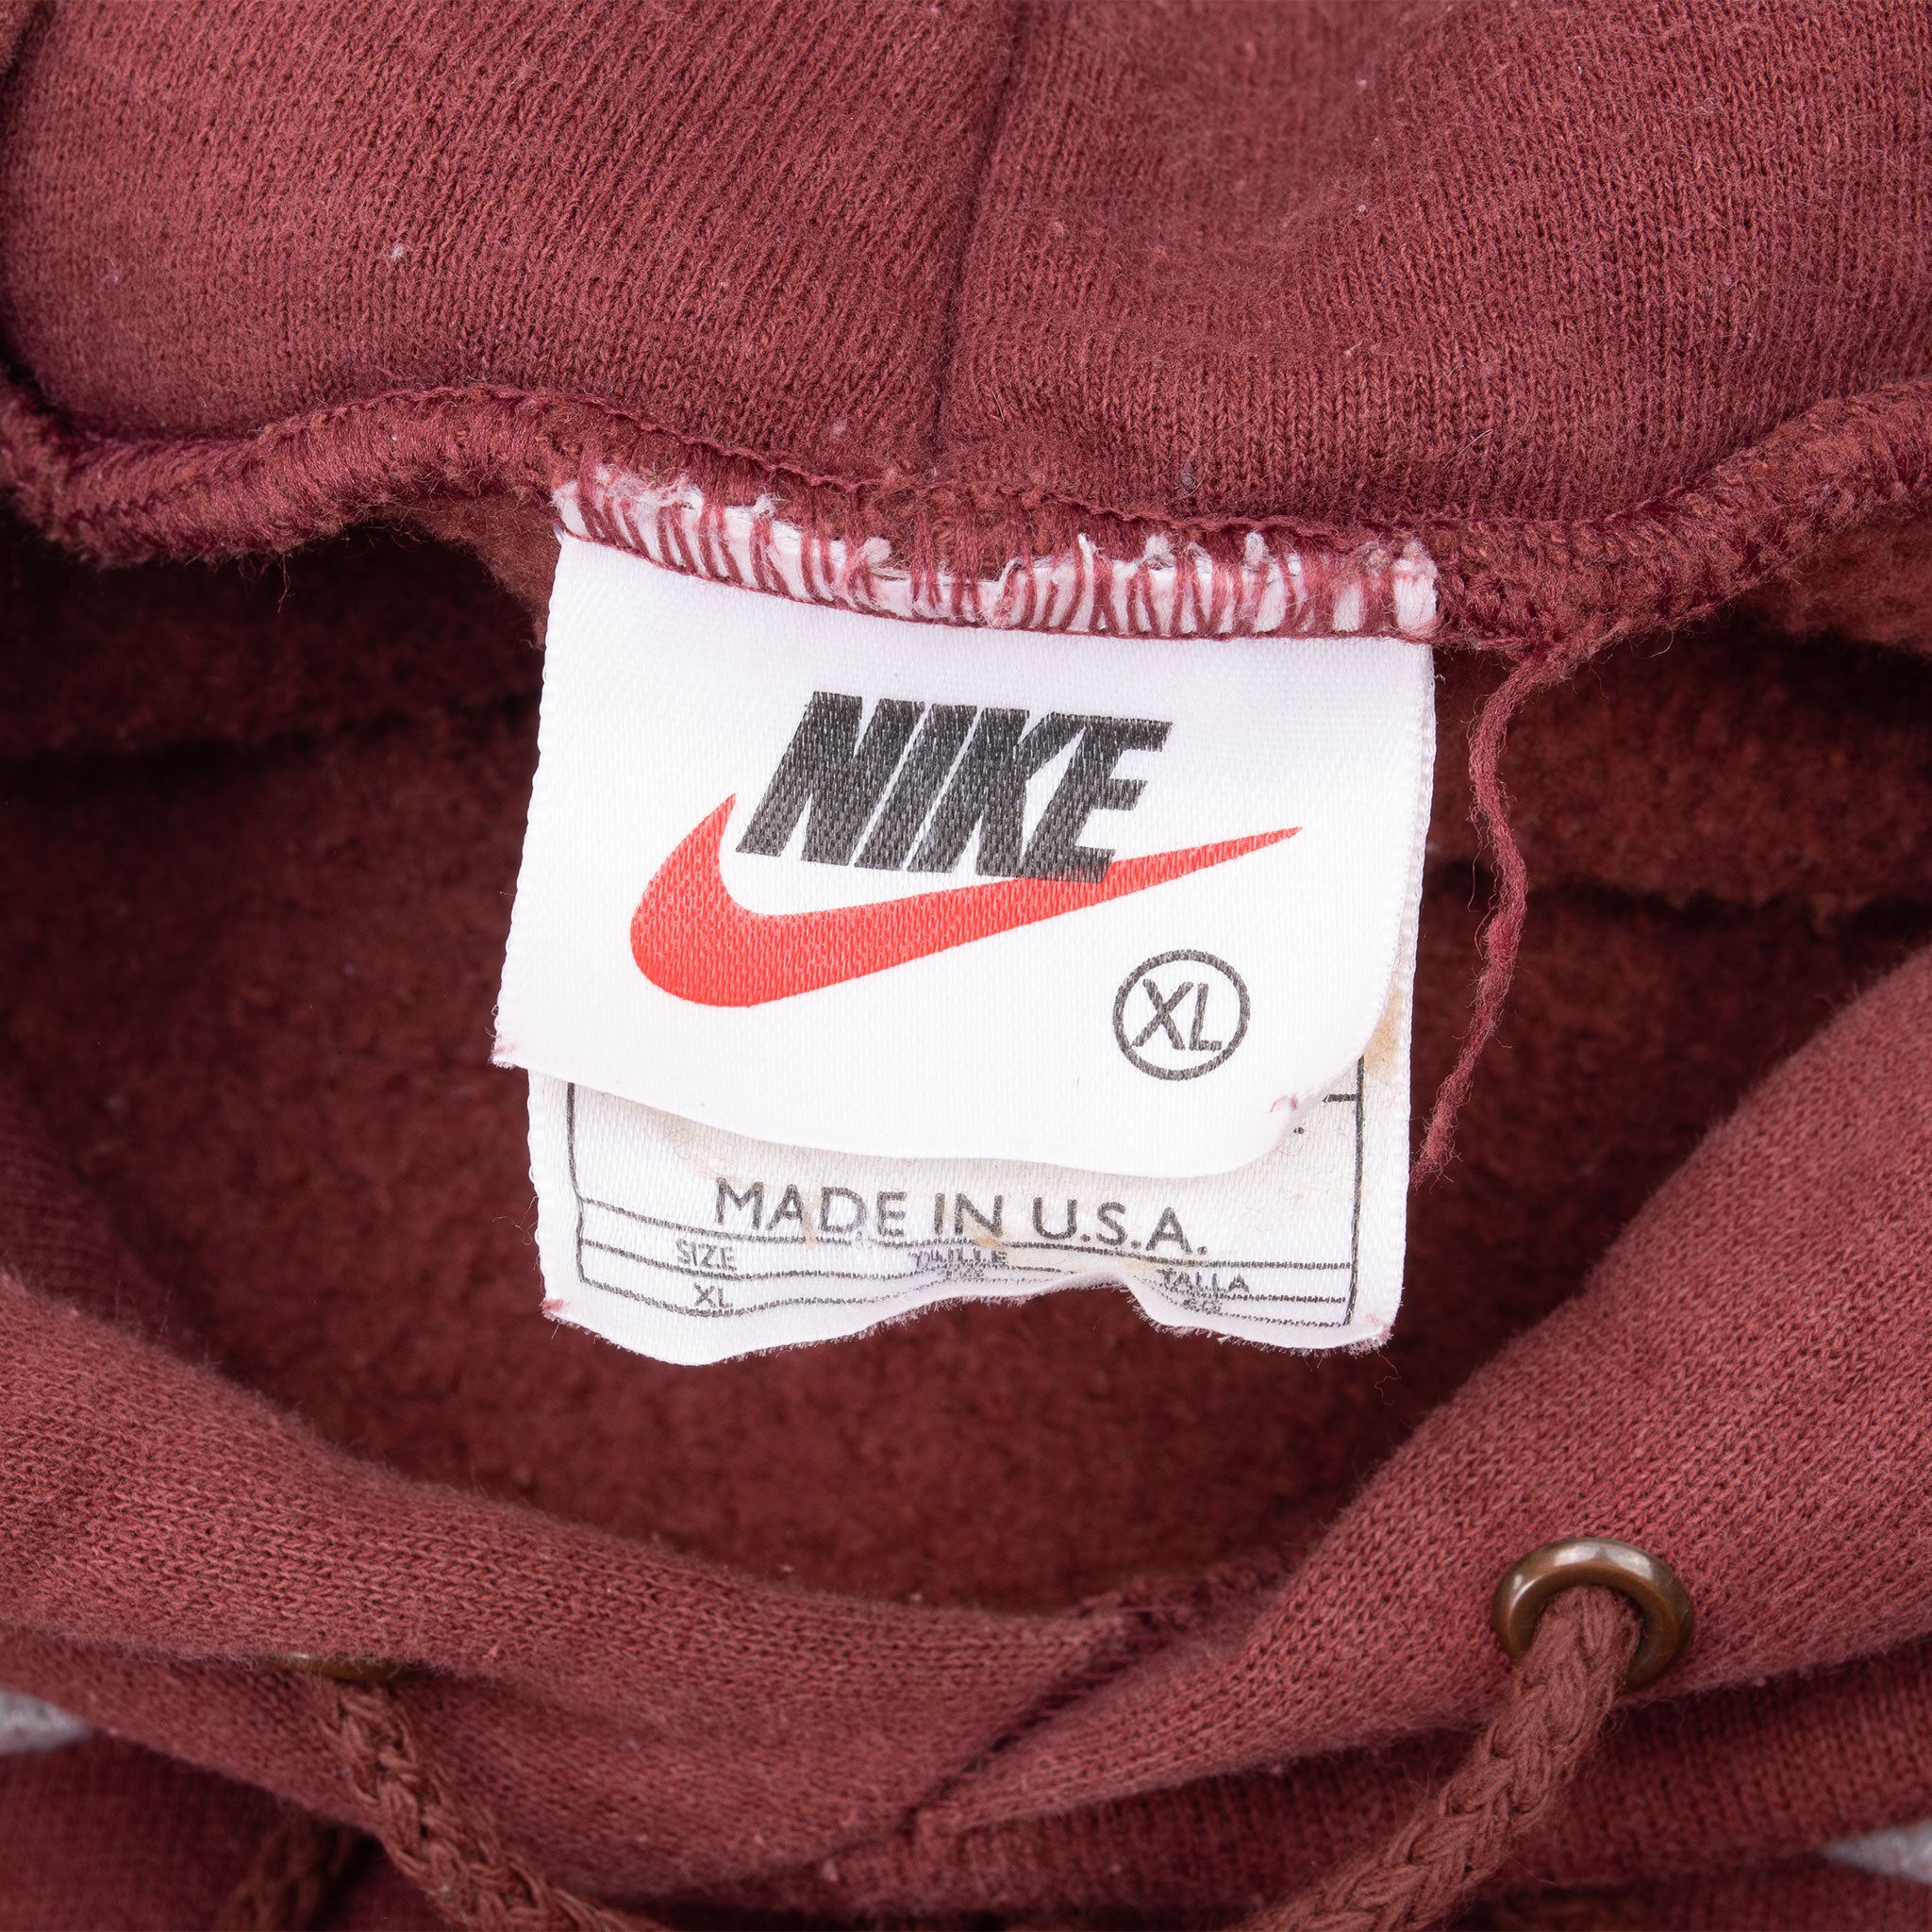 NIKE
XL
MADE IN U.S.A.
SIZE TAILLE TALLA
XL